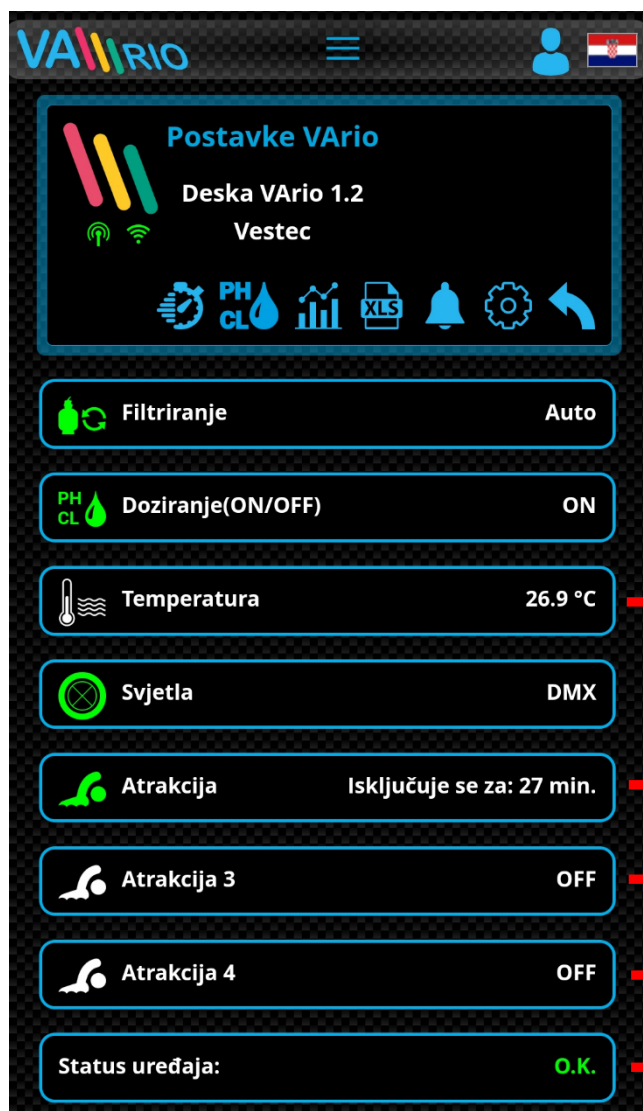 VARIO
Postavke VArio
Deska VArio 1.2
Vestec
PH
CL
XLS
Filtriranje Auto
PH
CL
Doziranje(ON/OFF) ON
Temperatura 26.9 °C
Svjetla DMX
Atrakcija Isključuje se za: 27 min.
Atrakcija 3 OFF
Atrakcija 4 OFF
Status uređaja: O.K.